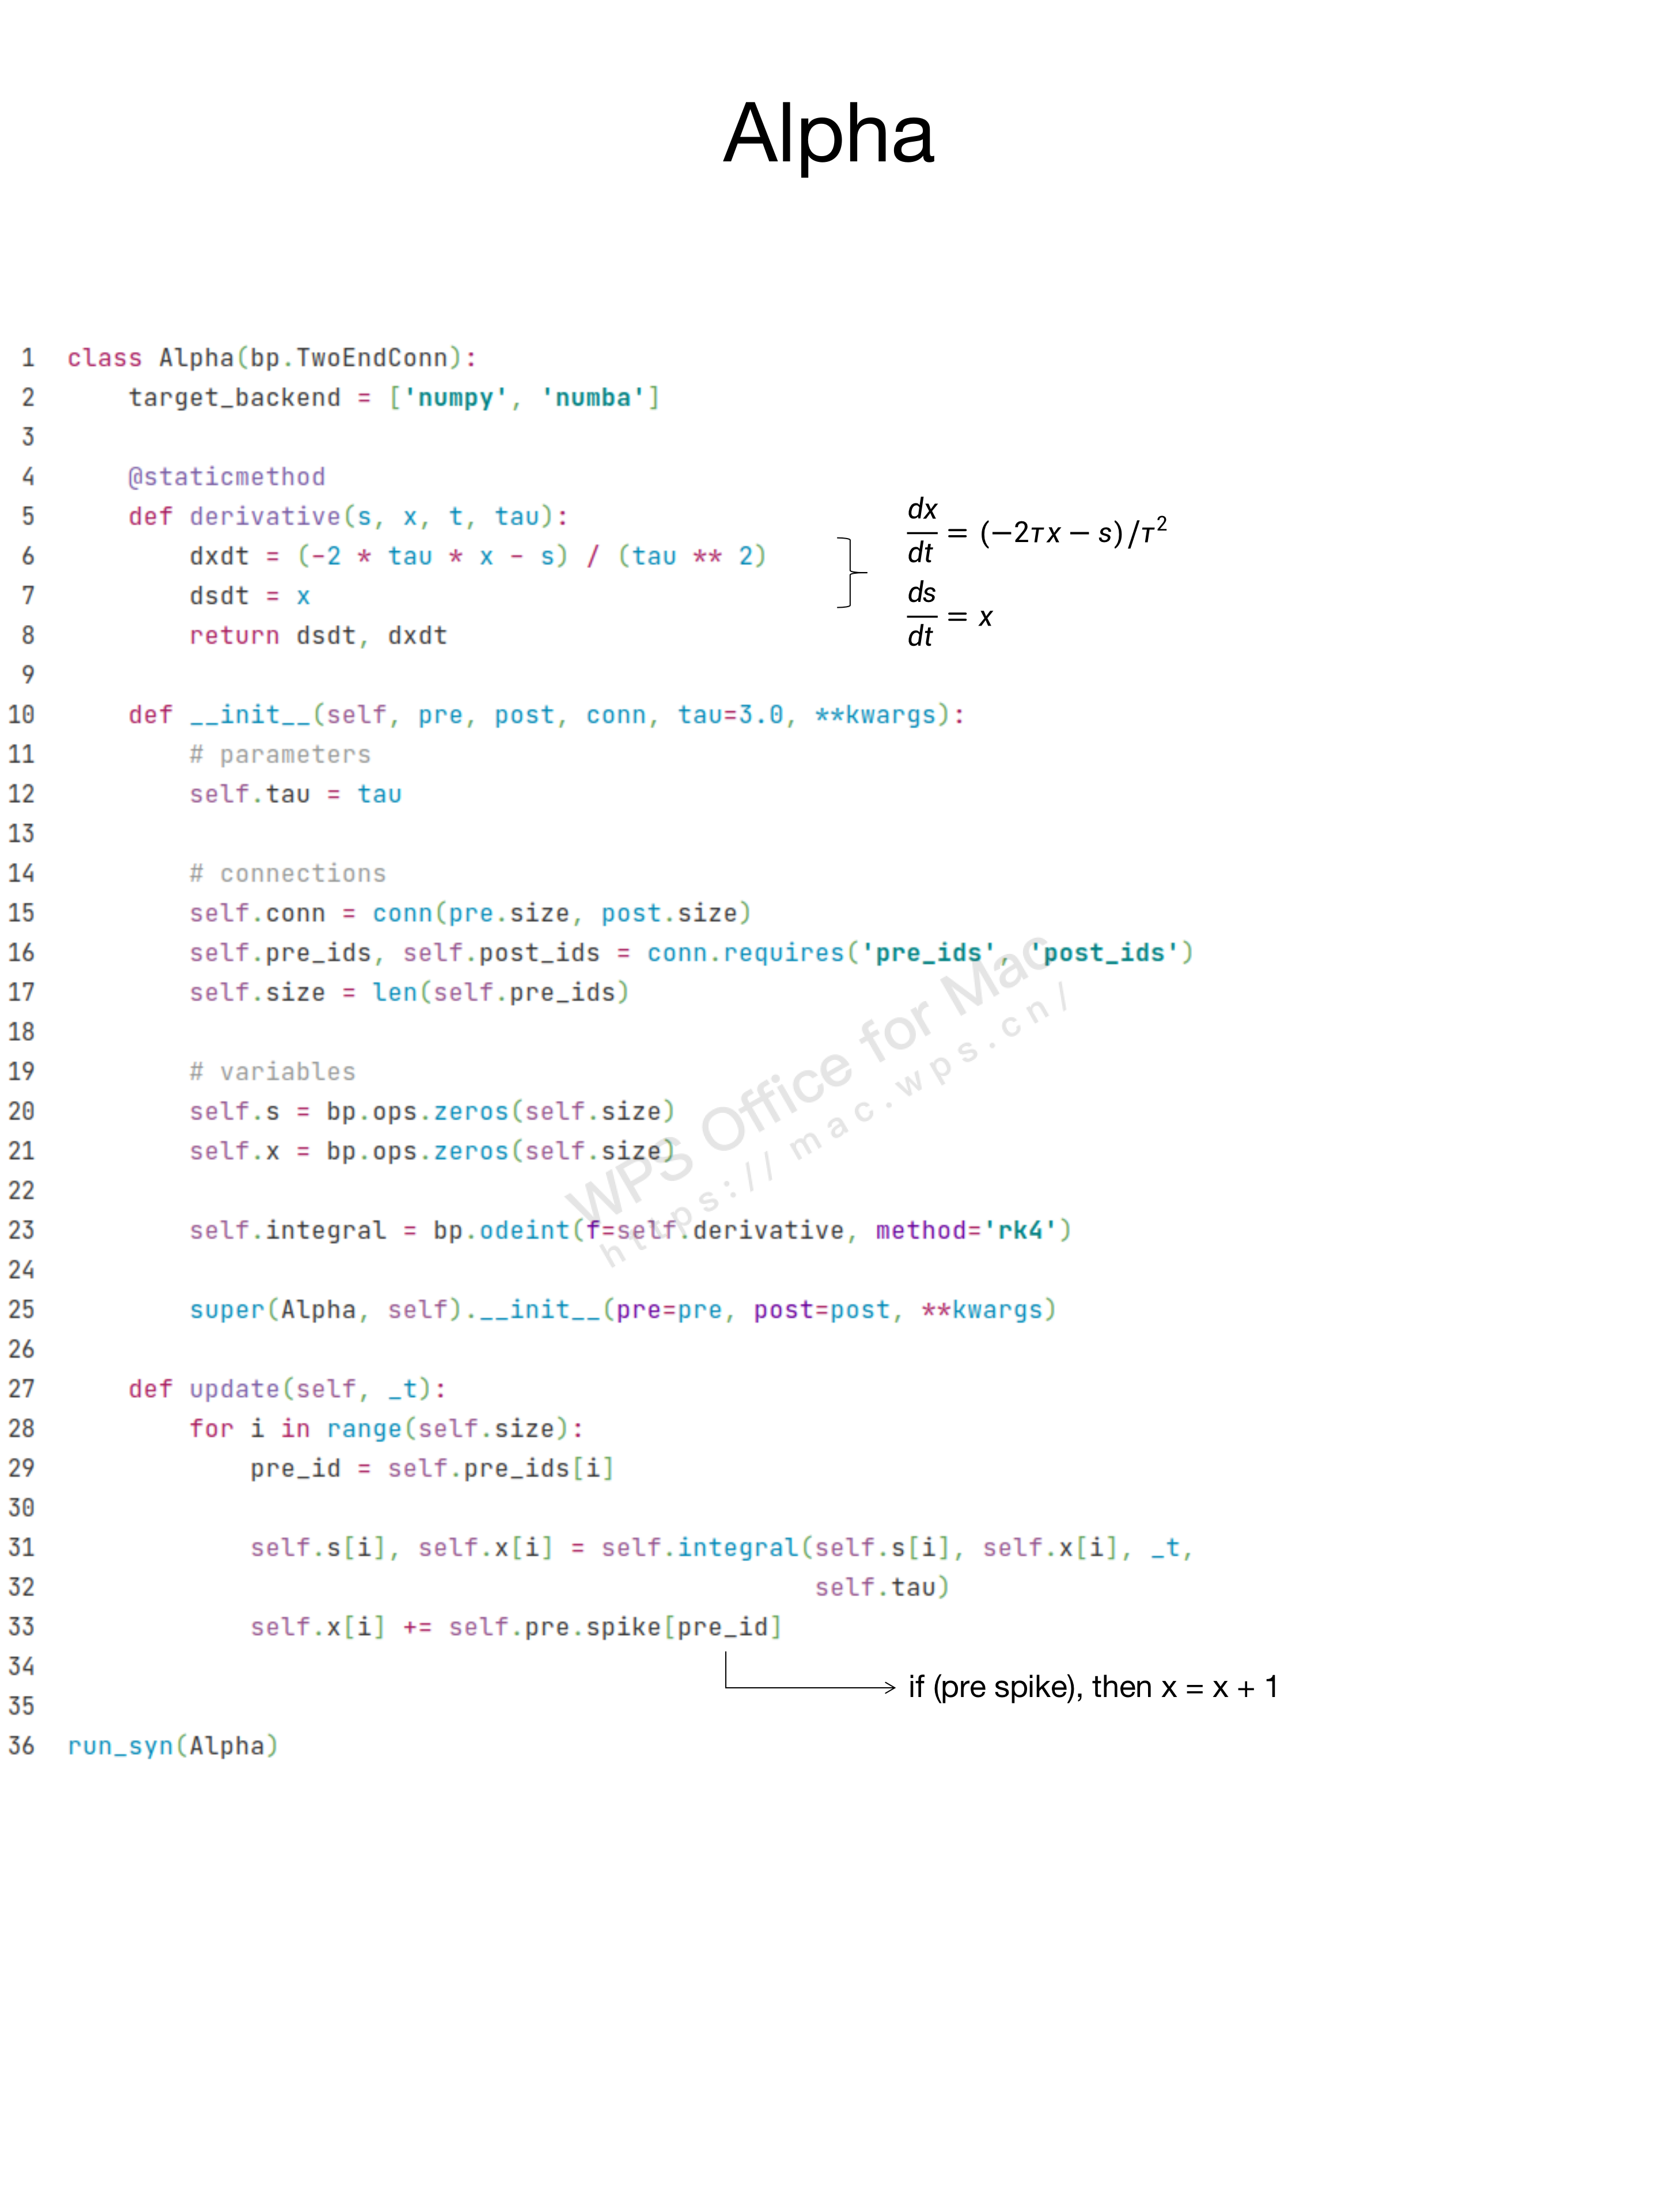 Alpha
1 class Alpha(bp.TwoEndConn):
2 target_backend = ['numpy', 'numba']
3
4 @staticmethod
5 def derivative(s, x, t, tau):
6 dxdt = (-2 * tau * x - s) / (tau ** 2)
7 dsdt = x
8 return dsdt, dxdt
dx/dt = (−2τx − s)/τ²
ds/dt = x
9
10 def __init__(self, pre, post, conn, tau=3.0, **kwargs):
11 # parameters
12 self.tau = tau
13
14 # connections
15 self.conn = conn(pre.size, post.size)
16 self.pre_ids, self.post_ids = conn.requires('pre_ids', 'post_ids')
17 self.size = len(self.pre_ids)
18
19 # variables
20 self.s = bp.ops.zeros(self.size)
21 self.x = bp.ops.zeros(self.size)
22
23 self.integral = bp.odeint(f=self.derivative, method='rk4')
24
25 super(Alpha, self).__init__(pre=pre, post=post, **kwargs)
26
27 def update(self, _t):
28 for i in range(self.size):
29 pre_id = self.pre_ids[i]
30
31 self.s[i], self.x[i] = self.integral(self.s[i], self.x[i], _t,
32 self.tau)
33 self.x[i] += self.pre.spike[pre_id]
34
if (pre spike), then x = x + 1
35
36 run_syn(Alpha)
WPS Office for Mac
https://mac.wps.cn/